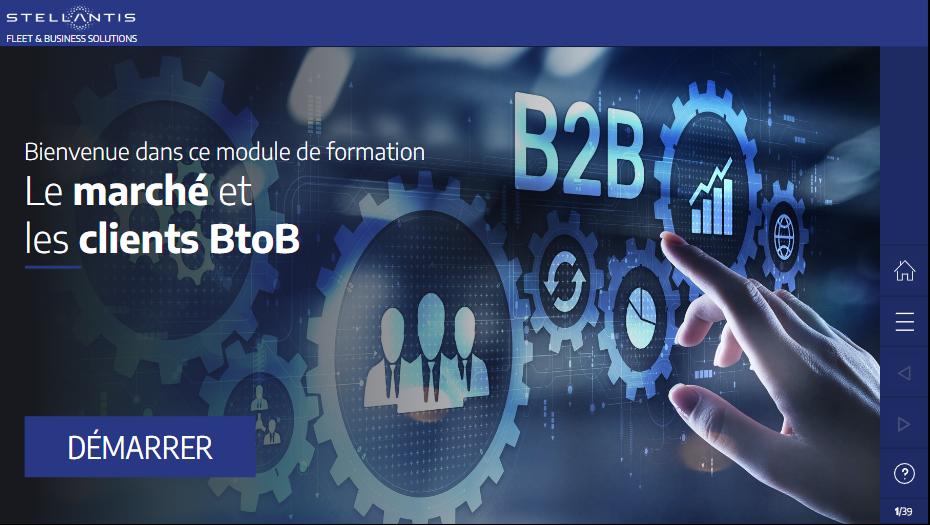 STELLANTIS
FLEET & BUSINESS SOLUTIONS
Bienvenue dans ce module de formation
Le marché et
les clients BtoB
B2B
DÉMARRER
1/39